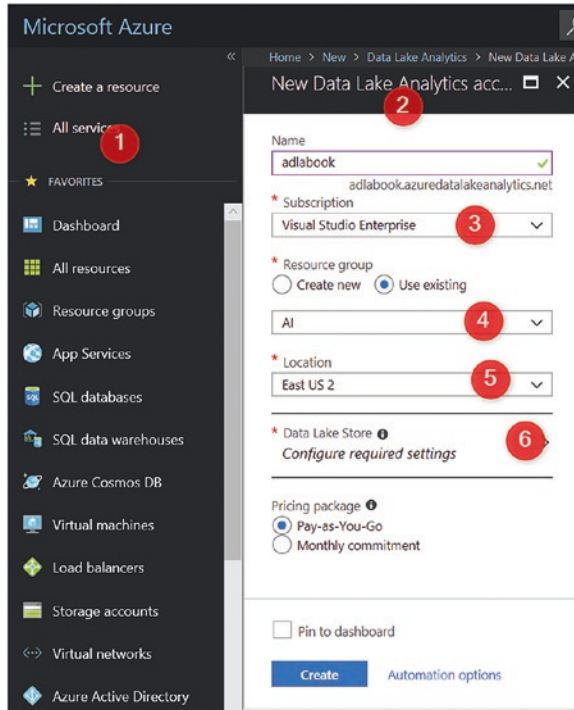 Microsoft Azure
«
Create a resource
All services
1
FAVORITES
Dashboard
All resources
Resource groups
App Services
SQL databases
SQL data warehouses
Azure Cosmos DB
Virtual machines
Load balancers
Storage accounts
Virtual networks
Azure Active Directory
Home > New > Data Lake Analytics > New Data Lake A
New Data Lake Analytics acc...
2
Name
adlabook
adlabook.azuredatalakeanalytics.net
* Subscription
Visual Studio Enterprise
3
* Resource group
Create new Use existing
AI
4
* Location
East US 2
5
* Data Lake Store
6
Configure required settings
Pricing package
Pay-as-You-Go
Monthly commitment
Pin to dashboard
Create Automation options